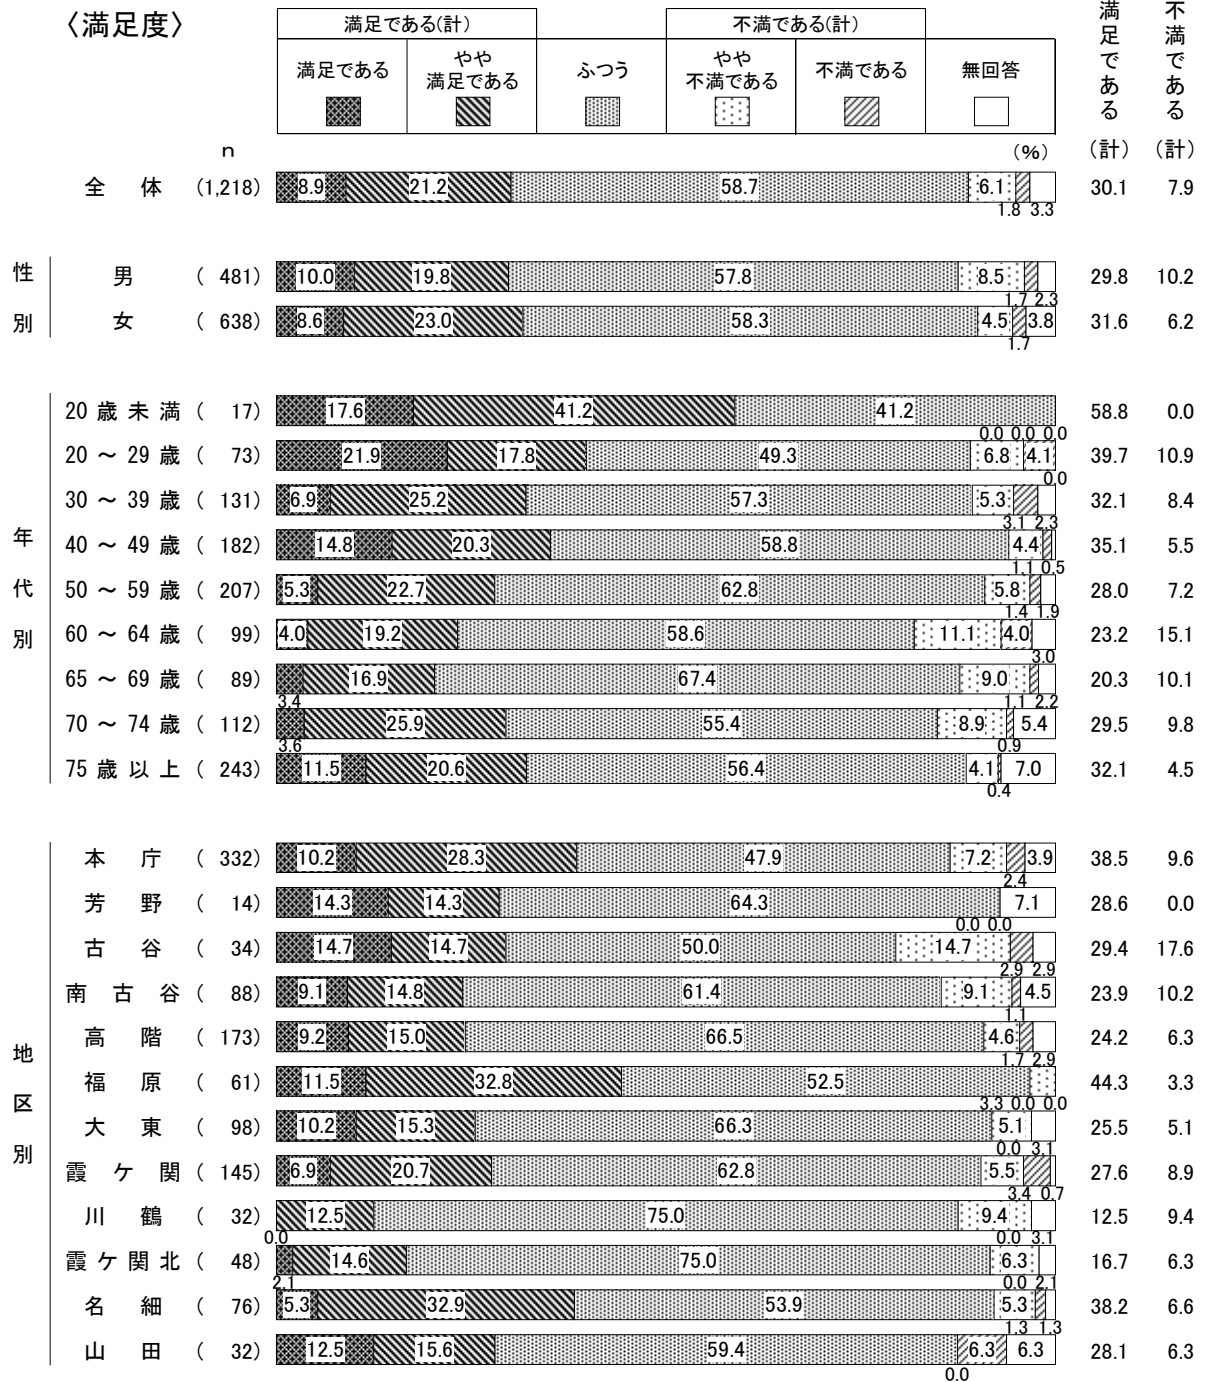 〈満足度〉
満足である(計)
不満である(計)
満足である
やや
満足である
ふつう
やや
不満である
不満である
無回答
満足である(計)
不満である(計)
n
(%)
全体 (1,218) 8.9 21.2 58.7 6.1 1.8 3.3 30.1 7.9
性別
男 ( 481) 10.0 19.8 57.8 8.5 1.7 2.3 29.8 10.2
女 ( 638) 8.6 23.0 58.3 4.5 1.7 3.8 31.6 6.2
年代別
20歳未満 ( 17) 17.6 41.2 41.2 0.0 0.0 0.0 58.8 0.0
20～29歳 ( 73) 21.9 17.8 49.3 6.8 4.1 0.0 39.7 10.9
30～39歳 ( 131) 6.9 25.2 57.3 5.3 3.1 2.3 32.1 8.4
40～49歳 ( 182) 14.8 20.3 58.8 4.4 1.1 0.5 35.1 5.5
50～59歳 ( 207) 5.3 22.7 62.8 5.8 1.4 1.9 28.0 7.2
60～64歳 ( 99) 4.0 19.2 58.6 11.1 4.0 3.0 23.2 15.1
65～69歳 ( 89) 3.4 16.9 67.4 9.0 1.1 2.2 20.3 10.1
70～74歳 ( 112) 3.6 25.9 55.4 8.9 0.9 5.4 29.5 9.8
75歳以上 ( 243) 11.5 20.6 56.4 4.1 0.4 7.0 32.1 4.5
地区別
本庁 ( 332) 10.2 28.3 47.9 7.2 2.4 3.9 38.5 9.6
芳野 ( 14) 14.3 14.3 64.3 0.0 0.0 7.1 28.6 0.0
古谷 ( 34) 14.7 14.7 50.0 14.7 2.9 2.9 29.4 17.6
南古谷 ( 88) 9.1 14.8 61.4 9.1 1.1 4.5 23.9 10.2
高階 ( 173) 9.2 15.0 66.5 4.6 1.7 2.9 24.2 6.3
福原 ( 61) 11.5 32.8 52.5 3.3 0.0 0.0 44.3 3.3
大東 ( 98) 10.2 15.3 66.3 5.1 0.0 3.1 25.5 5.1
霞ケ関 ( 145) 6.9 20.7 62.8 5.5 3.4 0.7 27.6 8.9
川鶴 ( 32) 0.0 12.5 75.0 9.4 0.0 3.1 12.5 9.4
霞ケ関北 ( 48) 2.1 14.6 75.0 6.3 0.0 2.1 16.7 6.3
名細 ( 76) 5.3 32.9 53.9 5.3 1.3 1.3 38.2 6.6
山田 ( 32) 12.5 15.6 59.4 0.0 6.3 6.3 28.1 6.3